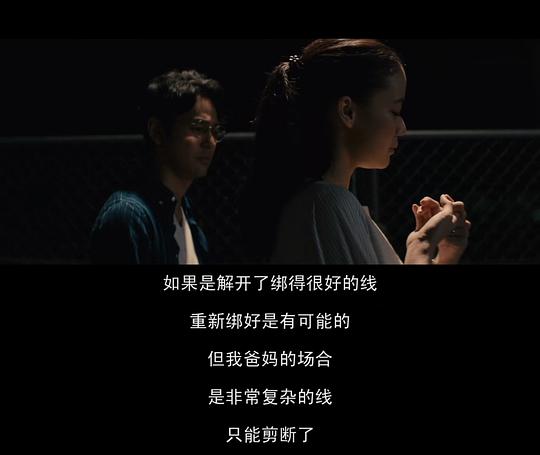 如果是解开了绑得很好的线
重新绑好是有可能的
但我爸妈的场合
是非常复杂的线
只能剪断了